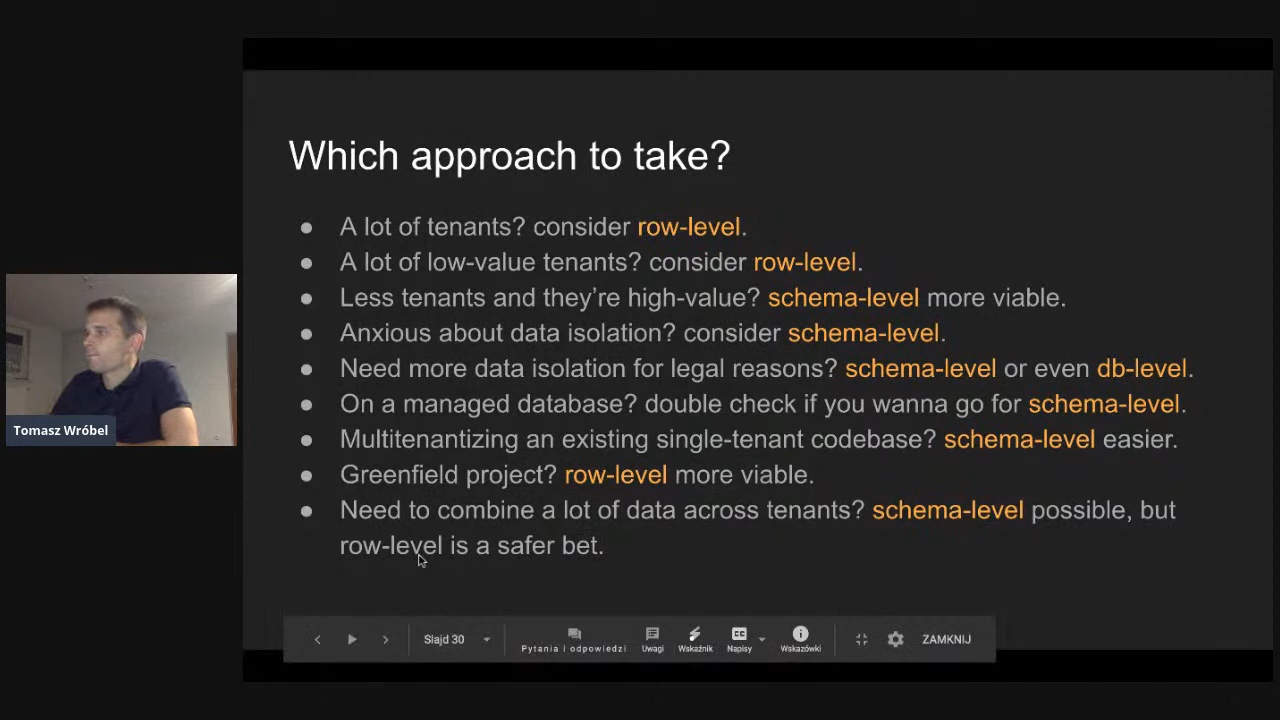 Which approach to take?
● A lot of tenants? consider row-level.
● A lot of low-value tenants? consider row-level.
● Less tenants and they’re high-value? schema-level more viable.
● Anxious about data isolation? consider schema-level.
● Need more data isolation for legal reasons? schema-level or even db-level.
● On a managed database? double check if you wanna go for schema-level.
● Multitenantizing an existing single-tenant codebase? schema-level easier.
● Greenfield project? row-level more viable.
● Need to combine a lot of data across tenants? schema-level possible, but
row-level is a safer bet.
Tomasz Wróbel
Slajd 30
Pytania i odpowiedzi
Uwagi
Wskaźnik
CC
Napisy
Wskazówki
ZAMKNIJ